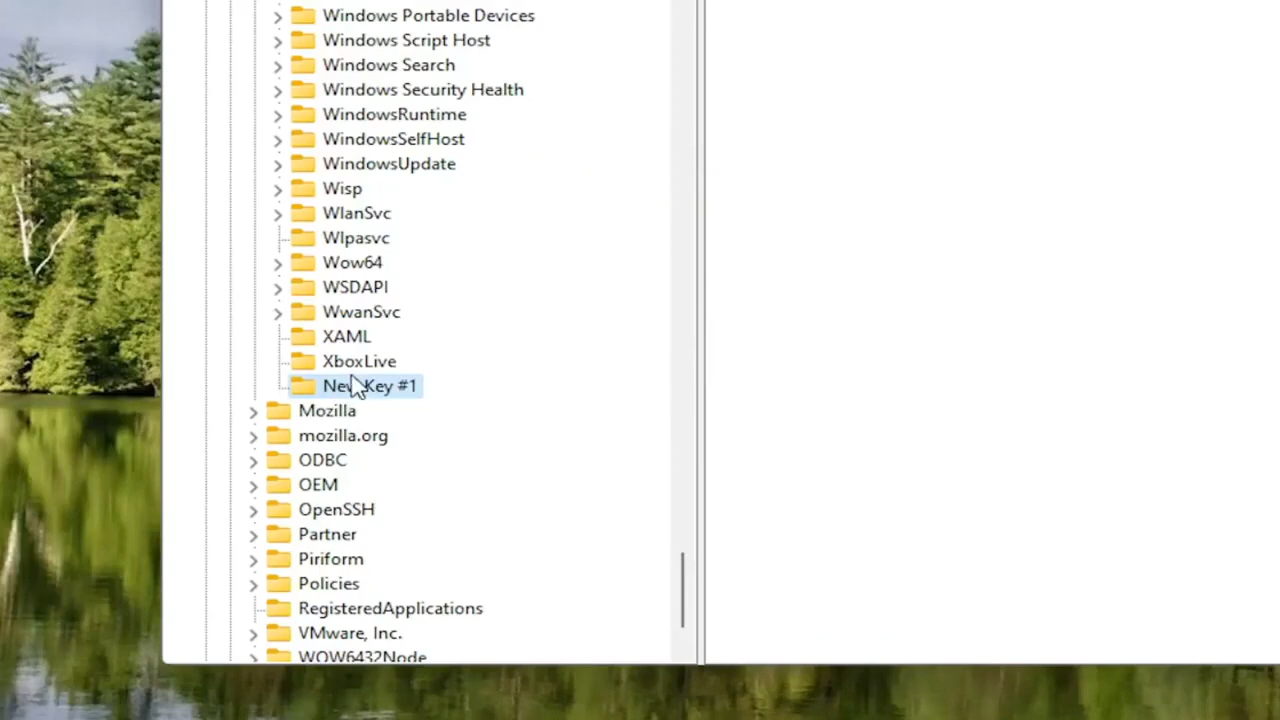 Windows Portable Devices
Windows Script Host
Windows Search
Windows Security Health
WindowsRuntime
WindowsSelfHost
WindowsUpdate
Wisp
WlanSvc
Wlpasvc
Wow64
WSDAPI
WwanSvc
XAML
XboxLive
New Key #1
Mozilla
mozilla.org
ODBC
OEM
OpenSSH
Partner
Piriform
Policies
RegisteredApplications
VMware, Inc.
WOW6432Node